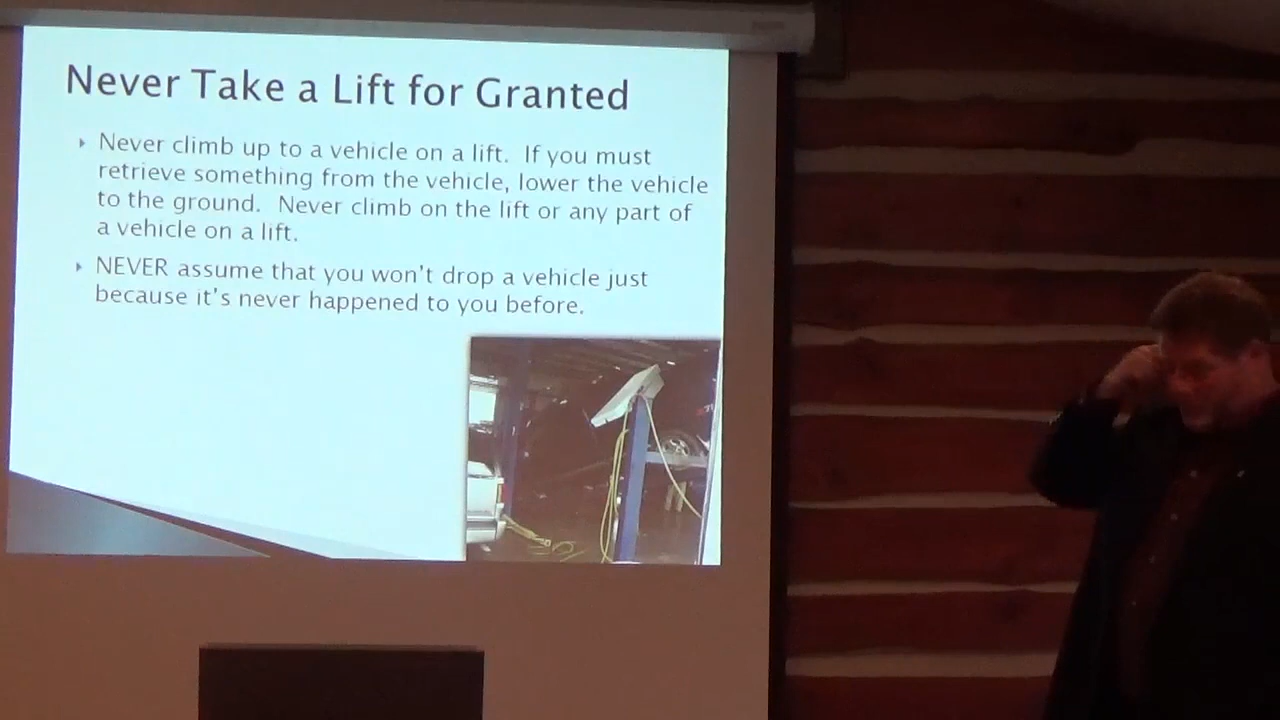 Never Take a Lift for Granted
Never climb up to a vehicle on a lift. If you must
retrieve something from the vehicle, lower the vehicle
to the ground. Never climb on the lift or any part of
a vehicle on a lift.
NEVER assume that you won't drop a vehicle just
because it's never happened to you before.